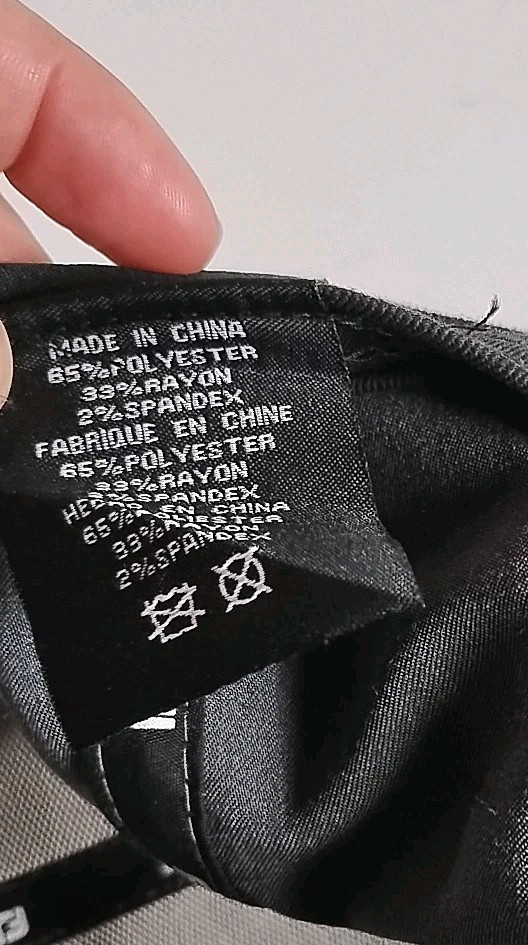 MADE IN CHINA
65%POLYESTER
33%RAYON
2%SPANDEX
FABRIQUE EN CHINE
65%POLYESTER
33%RAYON
2%SPANDEX
EN CHINA
65%
33%RAYON
2%SPANDEX